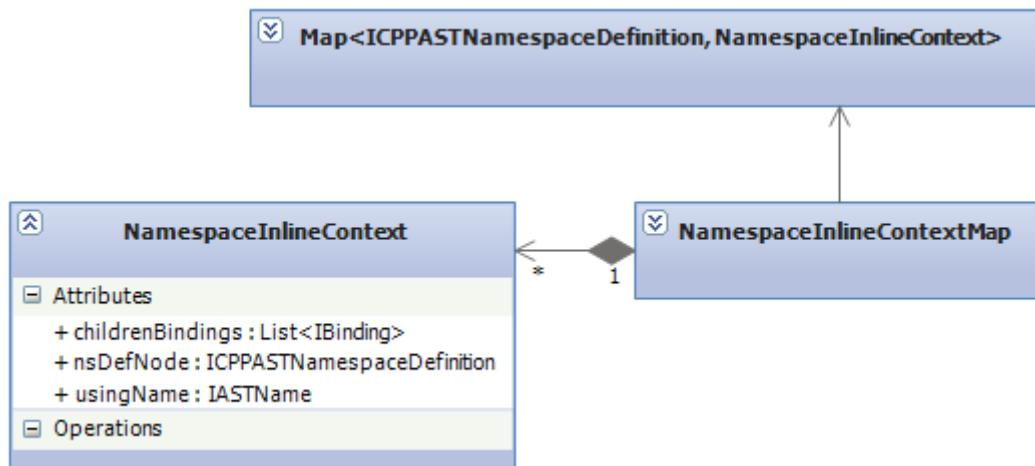 Map<ICPPASTNamespaceDefinition, NamespaceInlineContext>
NamespaceInlineContext
NamespaceInlineContextMap
*
1
Attributes
+ childrenBindings : List<IBinding>
+ nsDefNode : ICPPASTNamespaceDefinition
+ usingName : IASTName
Operations